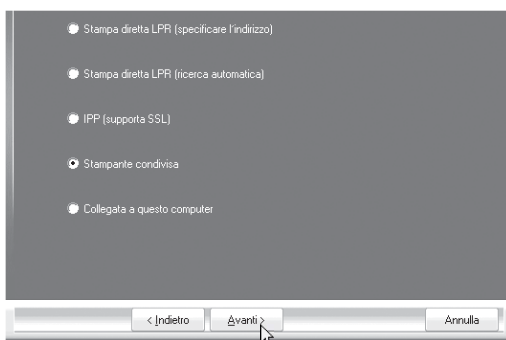 Stampa diretta LPR (specificare l'indirizzo)
Stampa diretta LPR (ricerca automatica)
IPP (supporta SSL)
Stampante condivisa
Collegata a questo computer
< Indietro Avanti > Annulla